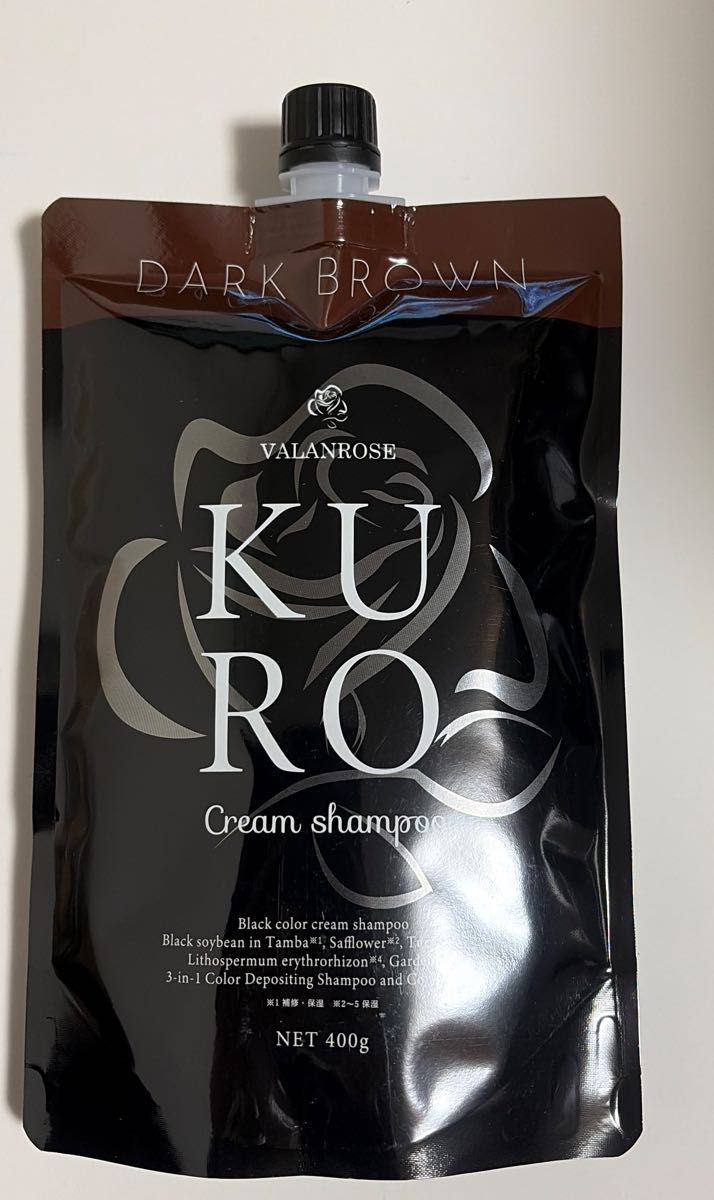 DARK BROWN
VALANROSE
KU
RO
Cream shampoo
Black color cream shampoo
Black soybean in Tamba※1, Safflower※2,
Lithospermum erythrorhizon※4,
3-in-1 Color Depositing Shampoo and
※1 補修・保湿 ※2〜5 保湿
NET 400g